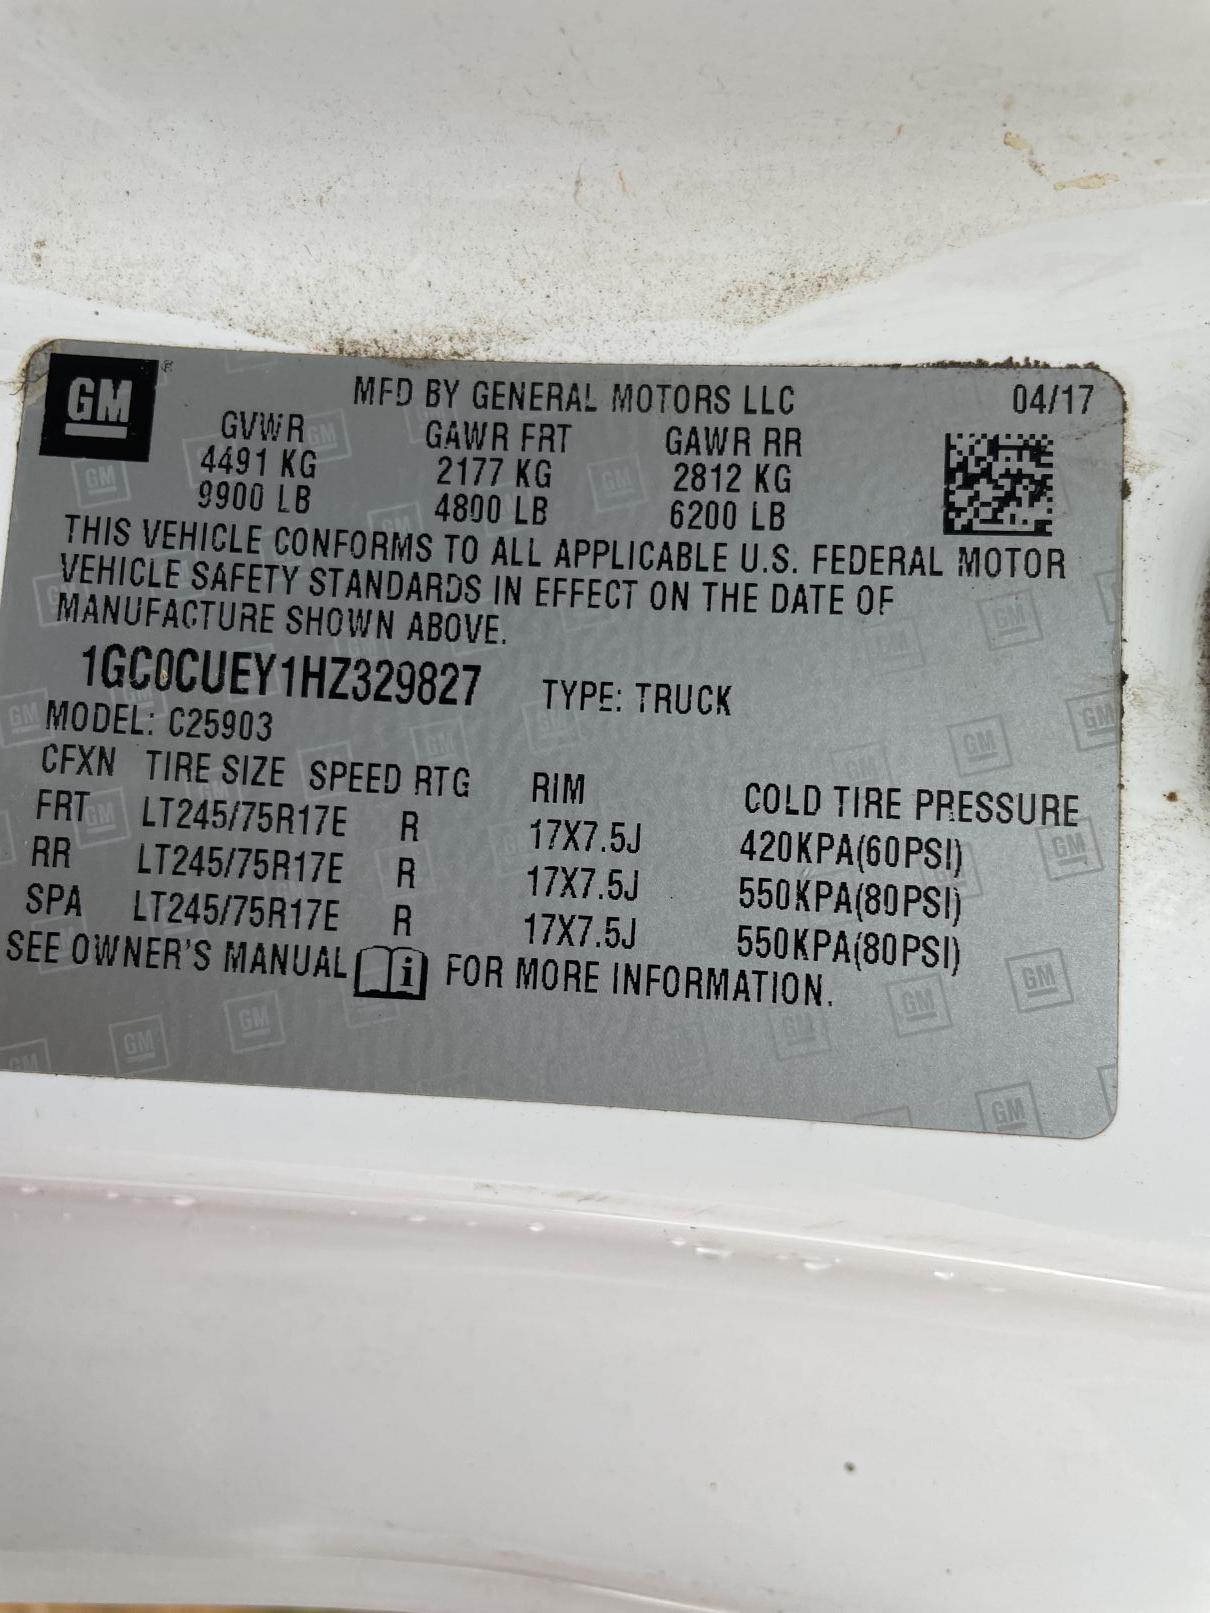 GM ®
MFD BY GENERAL MOTORS LLC 04/17
GVWR GAWR FRT GAWR RR
4491 KG 2177 KG 2812 KG
9900 LB 4800 LB 6200 LB
THIS VEHICLE CONFORMS TO ALL APPLICABLE U.S. FEDERAL MOTOR
VEHICLE SAFETY STANDARDS IN EFFECT ON THE DATE OF
MANUFACTURE SHOWN ABOVE.
1GC0CUEY1HZ329827 TYPE: TRUCK
MODEL: C25903
CFXN TIRE SIZE SPEED RTG RIM COLD TIRE PRESSURE
FRT LT245/75R17E R 17X7.5J 420KPA(60PSI)
RR LT245/75R17E R 17X7.5J 550KPA(80PSI)
SPA LT245/75R17E R 17X7.5J 550KPA(80PSI)
SEE OWNER'S MANUAL i FOR MORE INFORMATION.